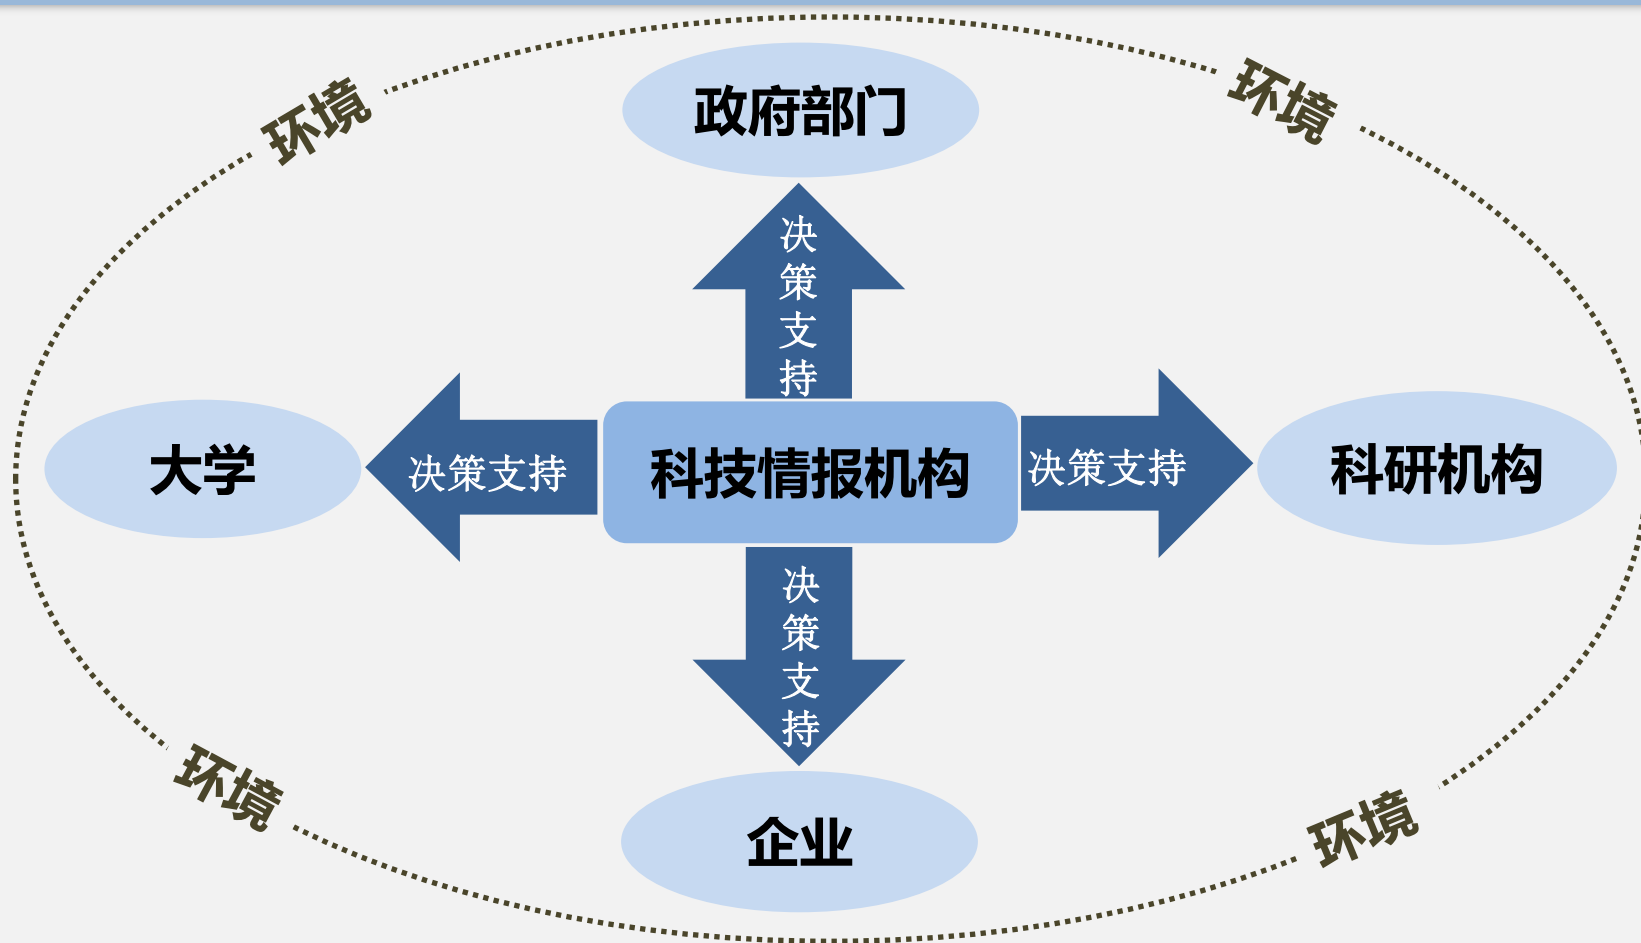 环境
环境
政府部门
决策支持
大学
决策支持
科技情报机构
决策支持
科研机构
决策支持
环境
环境
企业